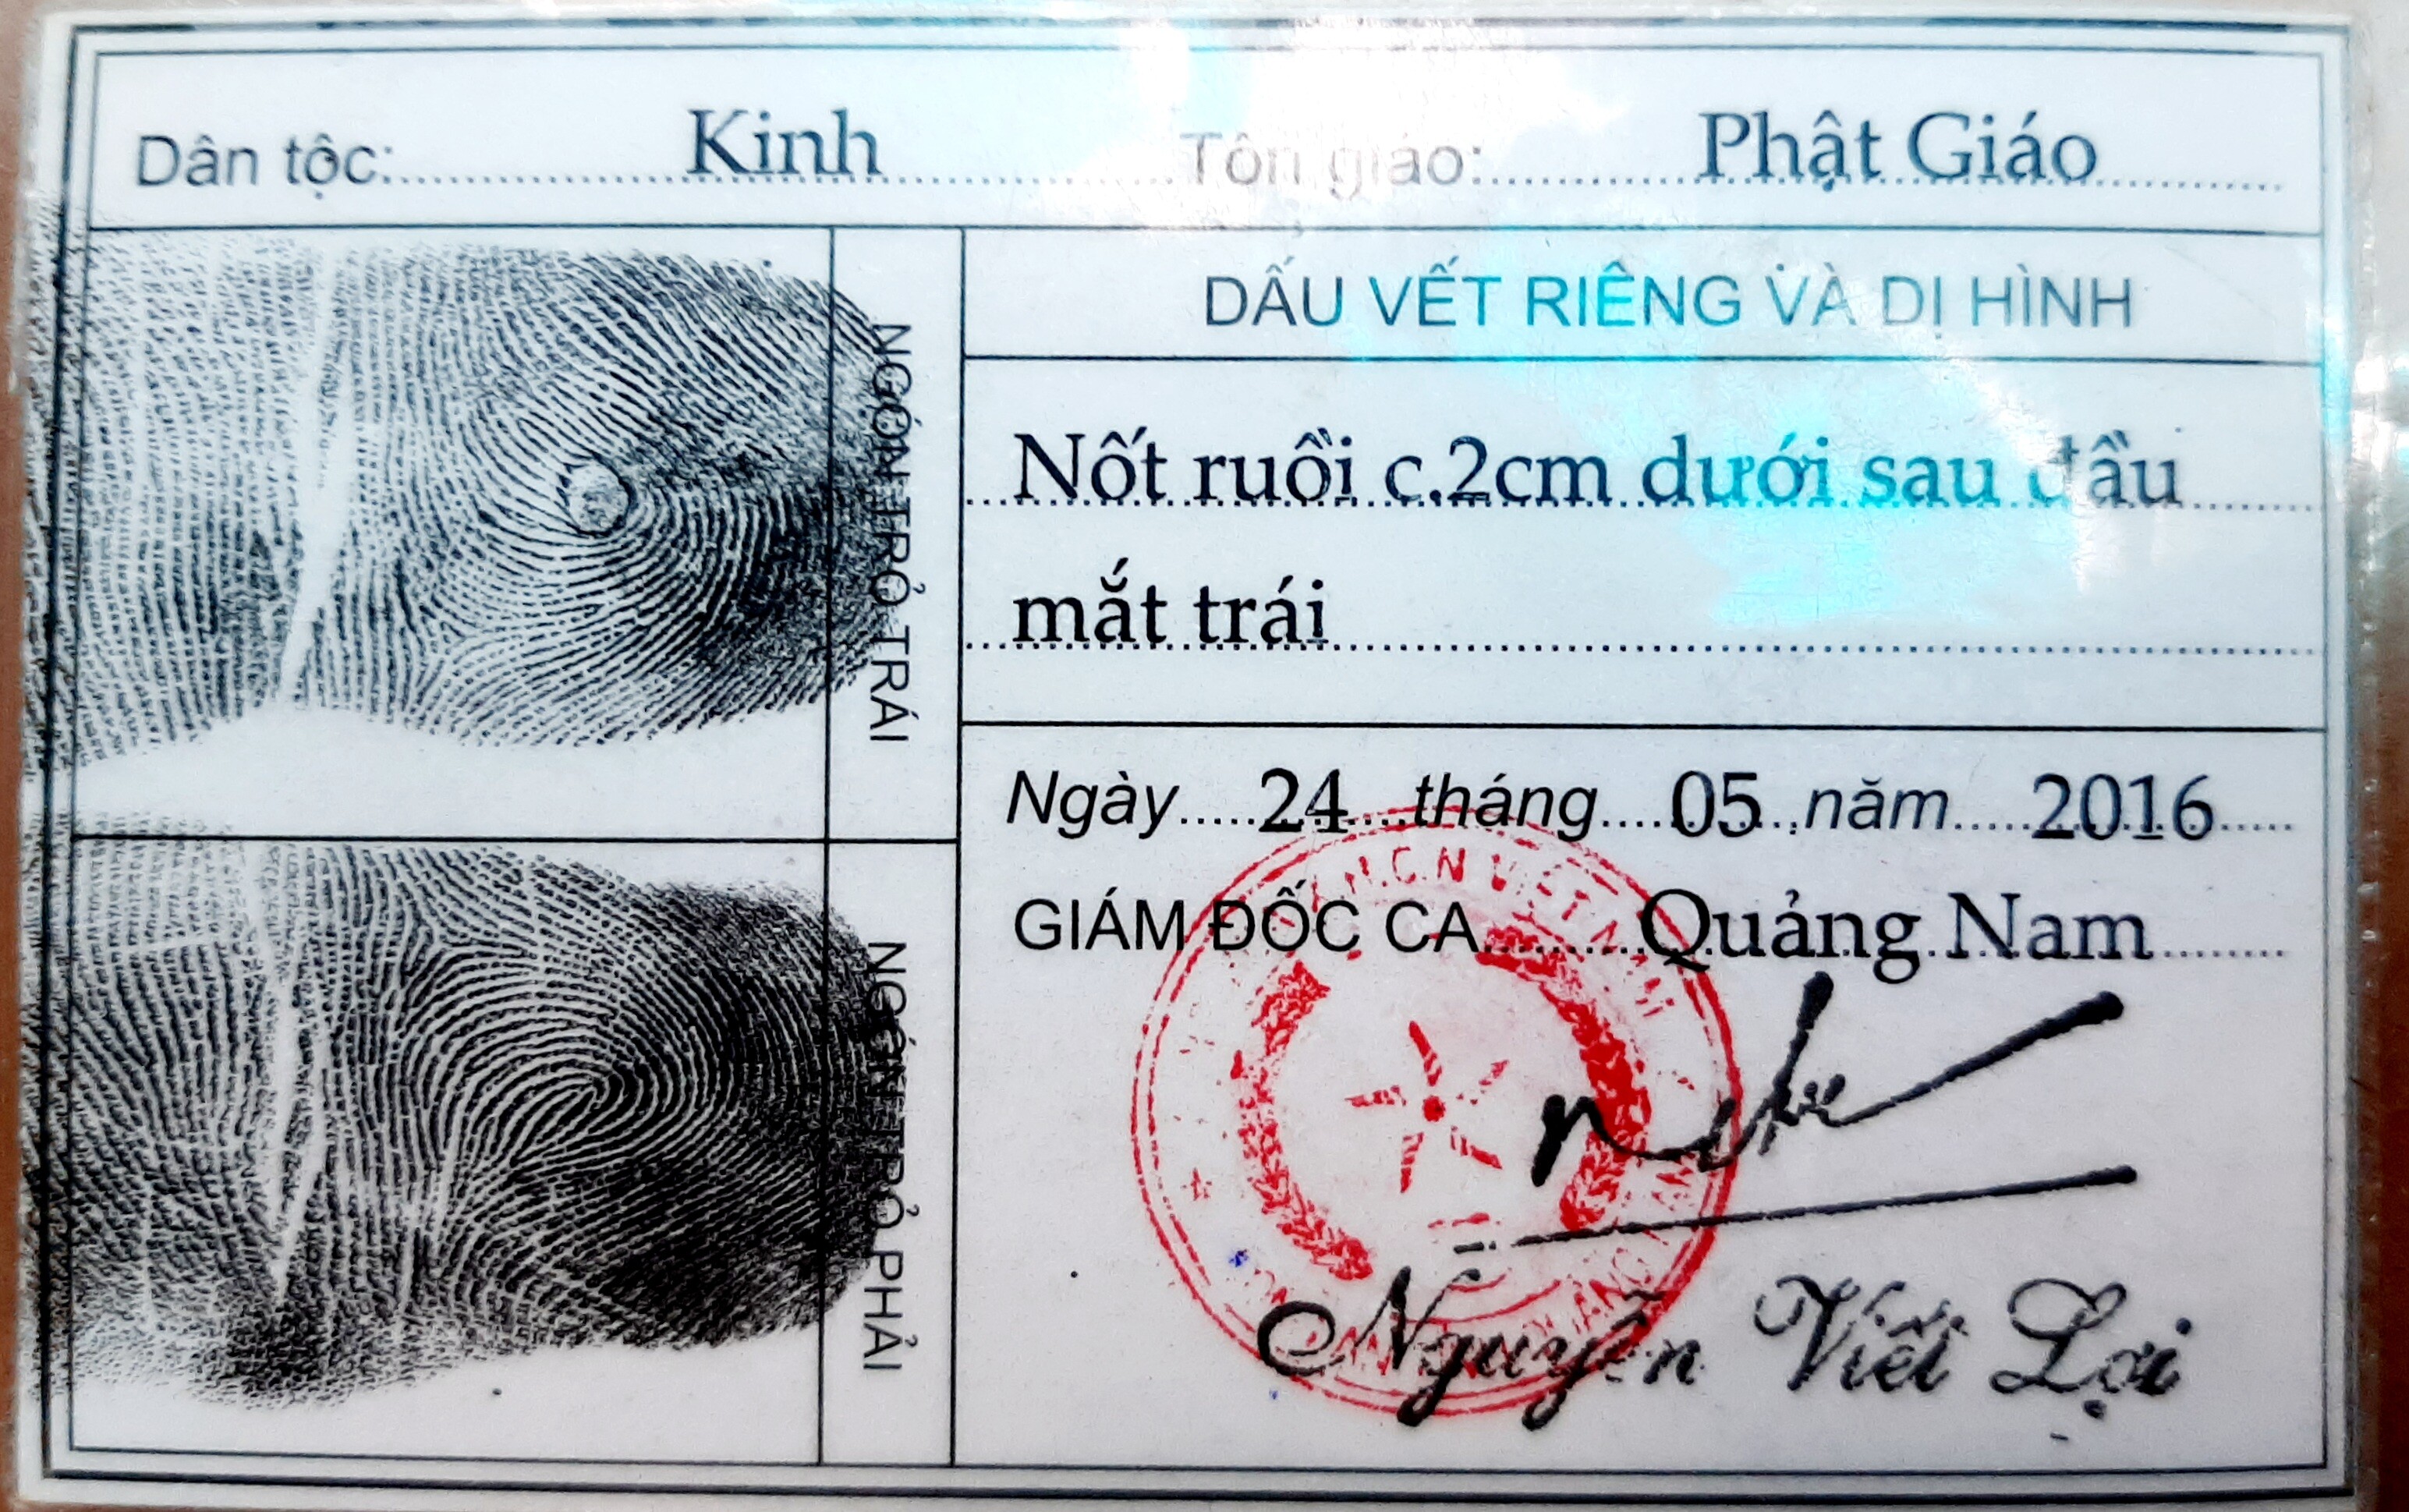 Dân tộc: Kinh Tôn giáo: Phật Giáo
NGÓN TRỎ TRÁI
NGÓN TRỎ PHẢI
DẤU VẾT RIÊNG VÀ DỊ HÌNH
Nốt ruồi c.2cm dưới sau đầu
mắt trái
Ngày 24 tháng 05 năm 2016
GIÁM ĐỐC CA Quảng Nam
Nguyễn Viết Lợi